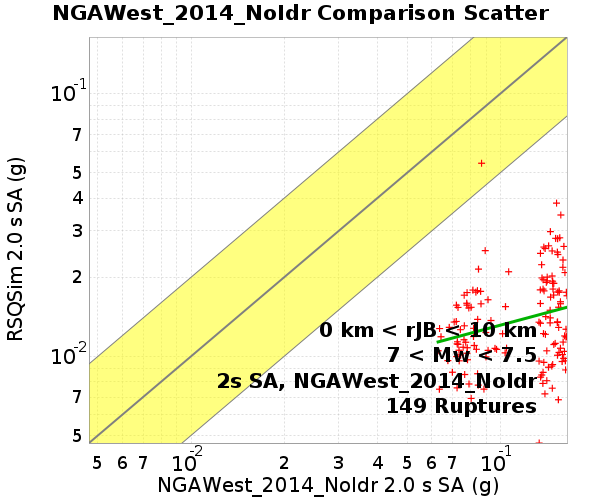 NGAWest_2014_NoIdr Comparison Scatter
RSQSim 2.0 s SA (g)
10-1
7
5
4
3
2
10-2
7
5
0 km < rJB < 10 km
7 < Mw < 7.5
2s SA, NGAWest_2014_NoIdr
149 Ruptures
5 6 7 10-2 2 3 4 5 6 7 10-1
NGAWest_2014_NoIdr 2.0 s SA (g)